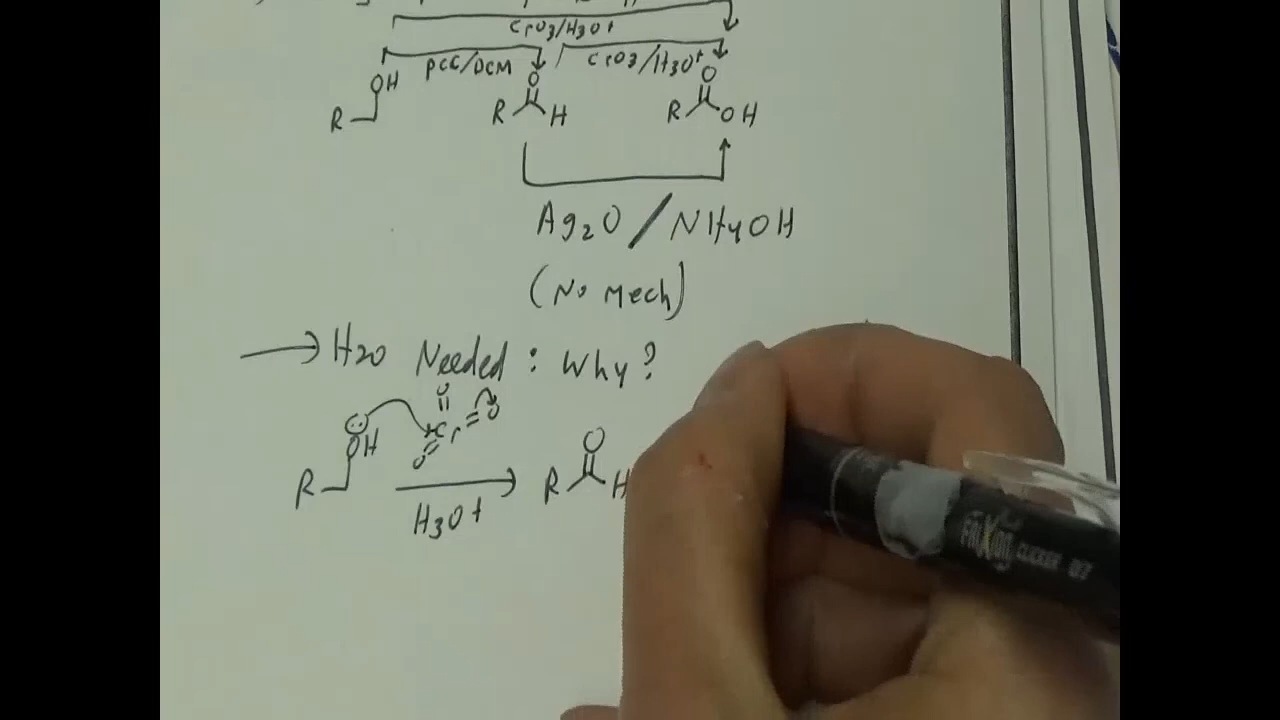 CrO3/H3O+
PCC/DCM CrO3/H3O+
OH O O
R R H R OH
Ag2O / NH4OH
(No Mech)
→ H2O Needed : Why?
O
OH Cr O O
R → R H
O
H3O+
CLICKER 07